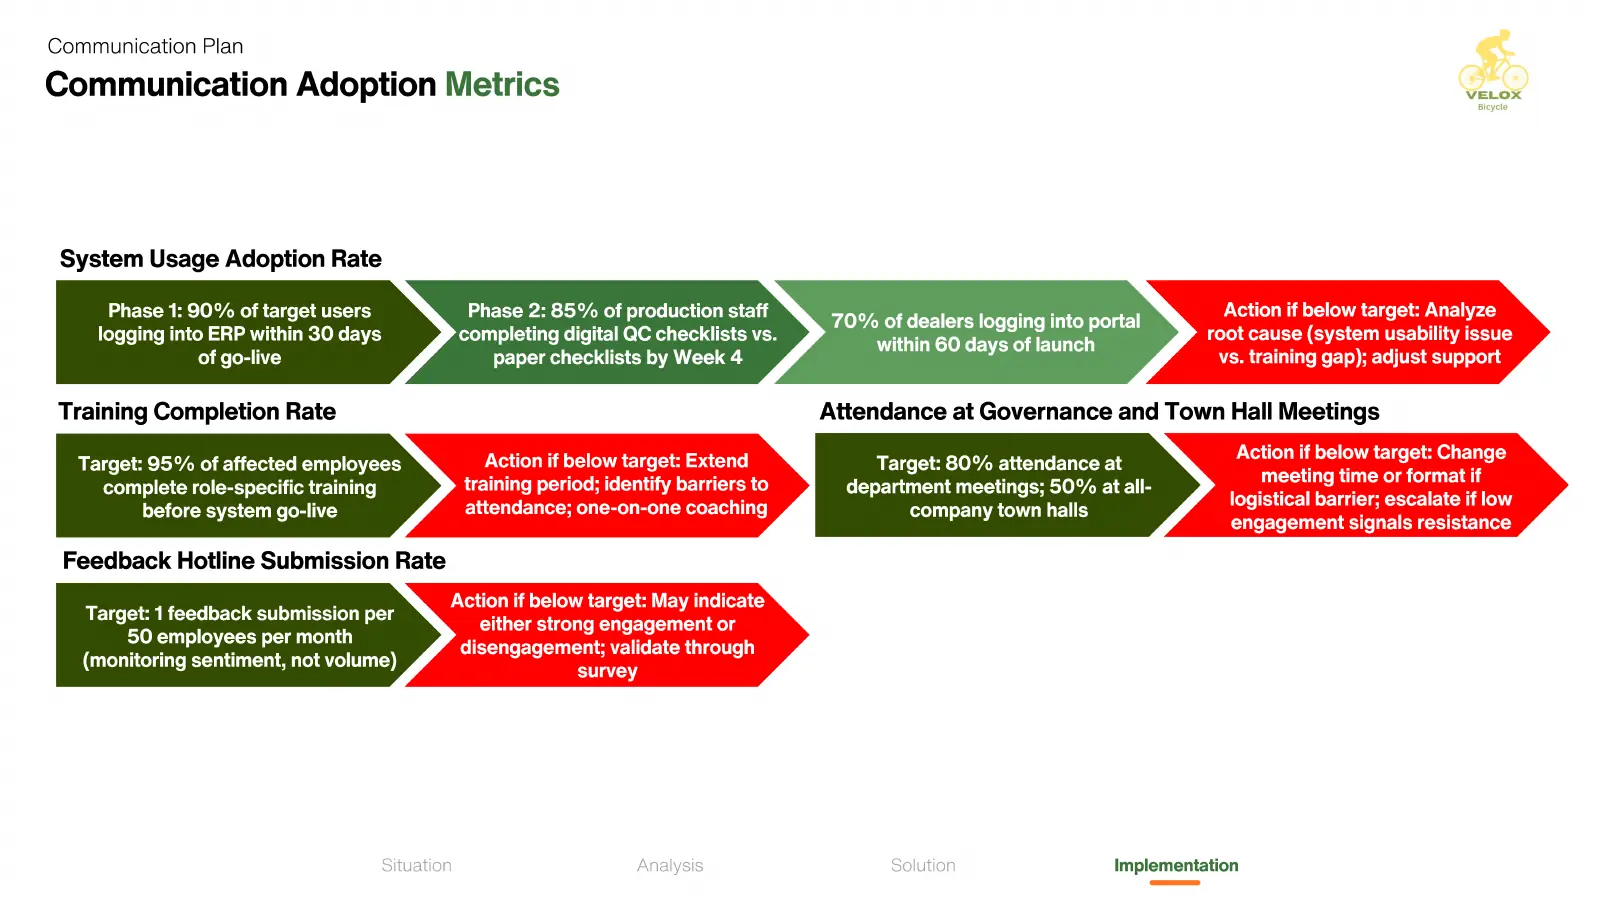 Communication Plan
Communication Adoption Metrics
VELOX
Bicycle
System Usage Adoption Rate
Phase 1: 90% of target users
logging into ERP within 30 days
of go-live
Phase 2: 85% of production staff
completing digital QC checklists vs.
paper checklists by Week 4
70% of dealers logging into portal
within 60 days of launch
Action if below target: Analyze
root cause (system usability issue
vs. training gap); adjust support
Training Completion Rate
Target: 95% of affected employees
complete role-specific training
before system go-live
Action if below target: Extend
training period; identify barriers to
attendance; one-on-one coaching
Attendance at Governance and Town Hall Meetings
Target: 80% attendance at
department meetings; 50% at all-
company town halls
Action if below target: Change
meeting time or format if
logistical barrier; escalate if low
engagement signals resistance
Feedback Hotline Submission Rate
Target: 1 feedback submission per
50 employees per month
(monitoring sentiment, not volume)
Action if below target: May indicate
either strong engagement or
disengagement; validate through
survey
Situation
Analysis
Solution
Implementation